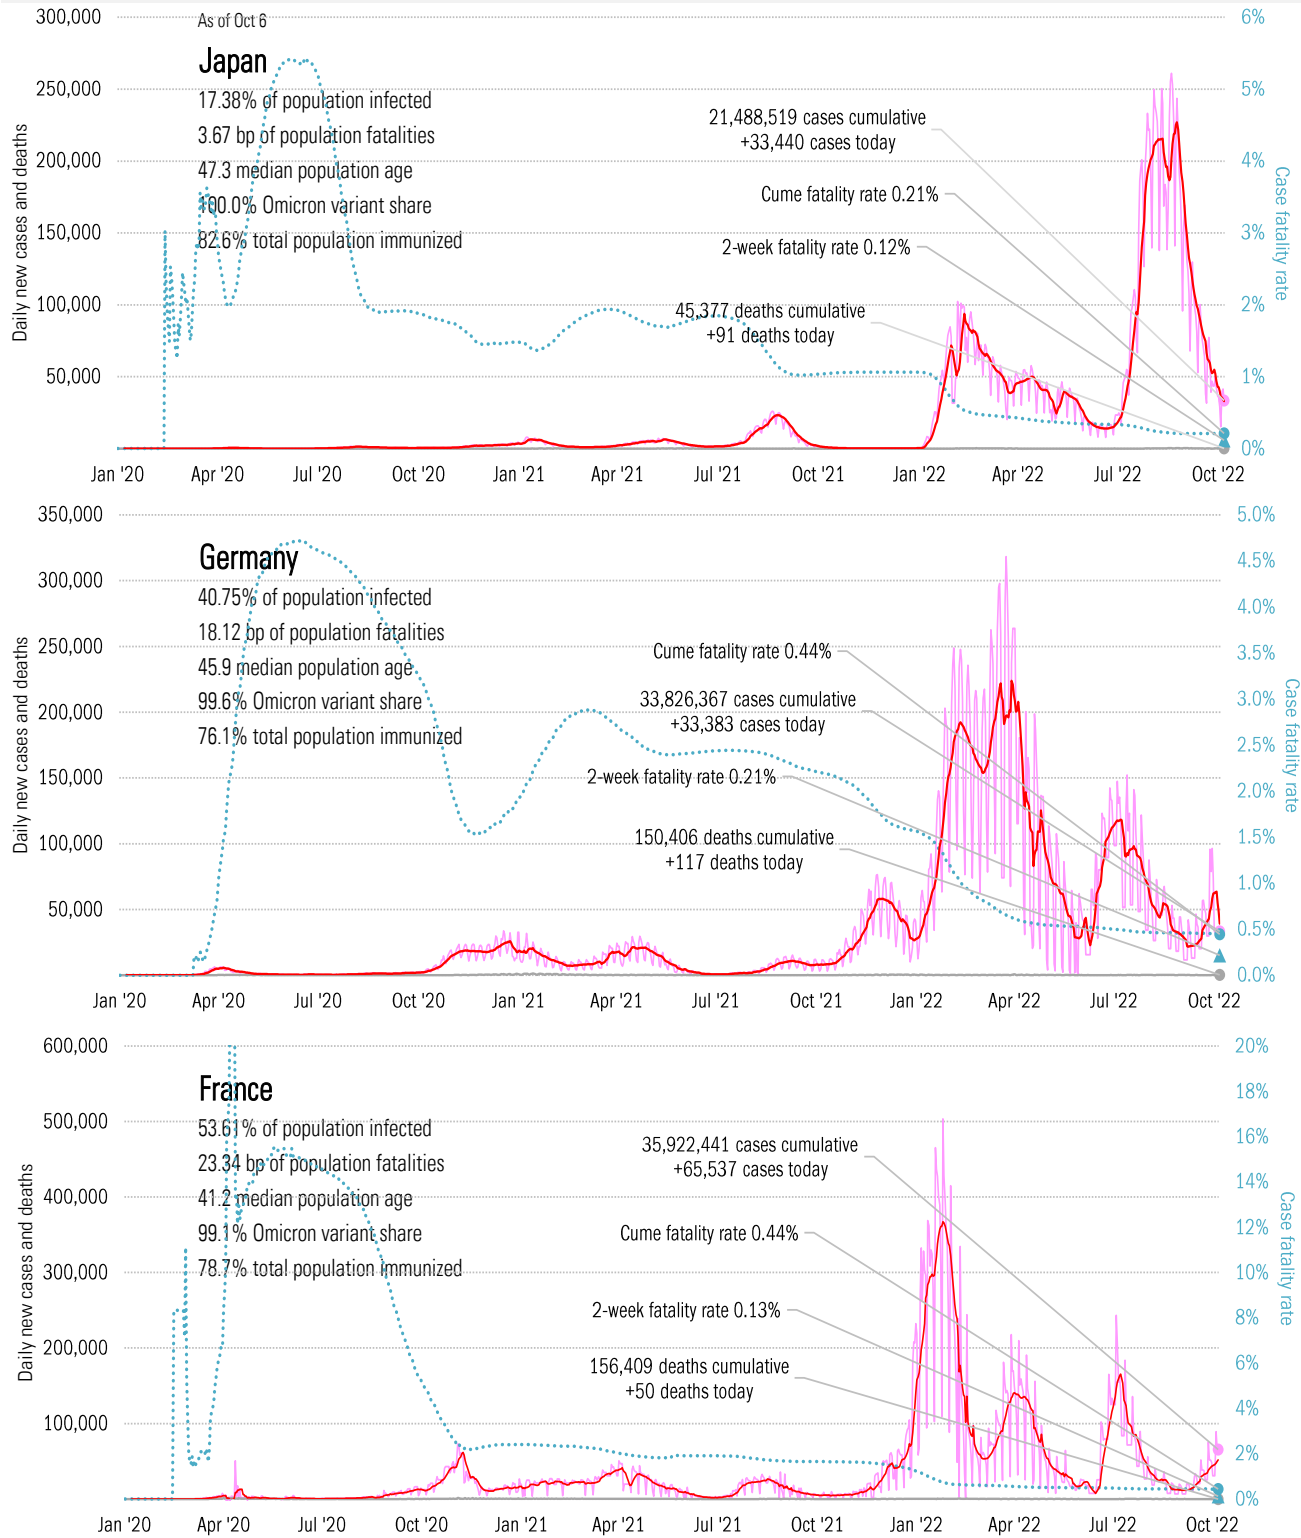 As of Oct 6
Japan
17.38% of population infected
3.67 bp of population fatalities
47.3 median population age
100.0% Omicron variant share
82.6% total population immunized
300,000
250,000
200,000
150,000
100,000
50,000
Daily new cases and deaths
21,488,519 cases cumulative
+33,440 cases today
Cume fatality rate 0.21%
2-week fatality rate 0.12%
45,377 deaths cumulative
+91 deaths today
6%
5%
4%
3%
2%
1%
0%
Case fatality rate
Jan '20 Apr '20 Jul '20 Oct '20 Jan '21 Apr '21 Jul '21 Oct '21 Jan '22 Apr '22 Jul '22 Oct '22
Germany
40.75% of population infected
18.12 bp of population fatalities
45.9 median population age
99.6% Omicron variant share
76.1% total population immunized
350,000
300,000
250,000
200,000
150,000
100,000
50,000
Daily new cases and deaths
Cume fatality rate 0.44%
33,826,367 cases cumulative
+33,383 cases today
2-week fatality rate 0.21%
150,406 deaths cumulative
+117 deaths today
5.0%
4.5%
4.0%
3.5%
3.0%
2.5%
2.0%
1.5%
1.0%
0.5%
0.0%
Case fatality rate
Jan '20 Apr '20 Jul '20 Oct '20 Jan '21 Apr '21 Jul '21 Oct '21 Jan '22 Apr '22 Jul '22 Oct '22
France
53.61% of population infected
23.34 bp of population fatalities
41.2 median population age
99.1% Omicron variant share
78.7% total population immunized
600,000
500,000
400,000
300,000
200,000
100,000
Daily new cases and deaths
35,922,441 cases cumulative
+65,537 cases today
Cume fatality rate 0.44%
2-week fatality rate 0.13%
156,409 deaths cumulative
+50 deaths today
20%
18%
16%
14%
12%
10%
8%
6%
4%
2%
0%
Case fatality rate
Jan '20 Apr '20 Jul '20 Oct '20 Jan '21 Apr '21 Jul '21 Oct '21 Jan '22 Apr '22 Jul '22 Oct '22